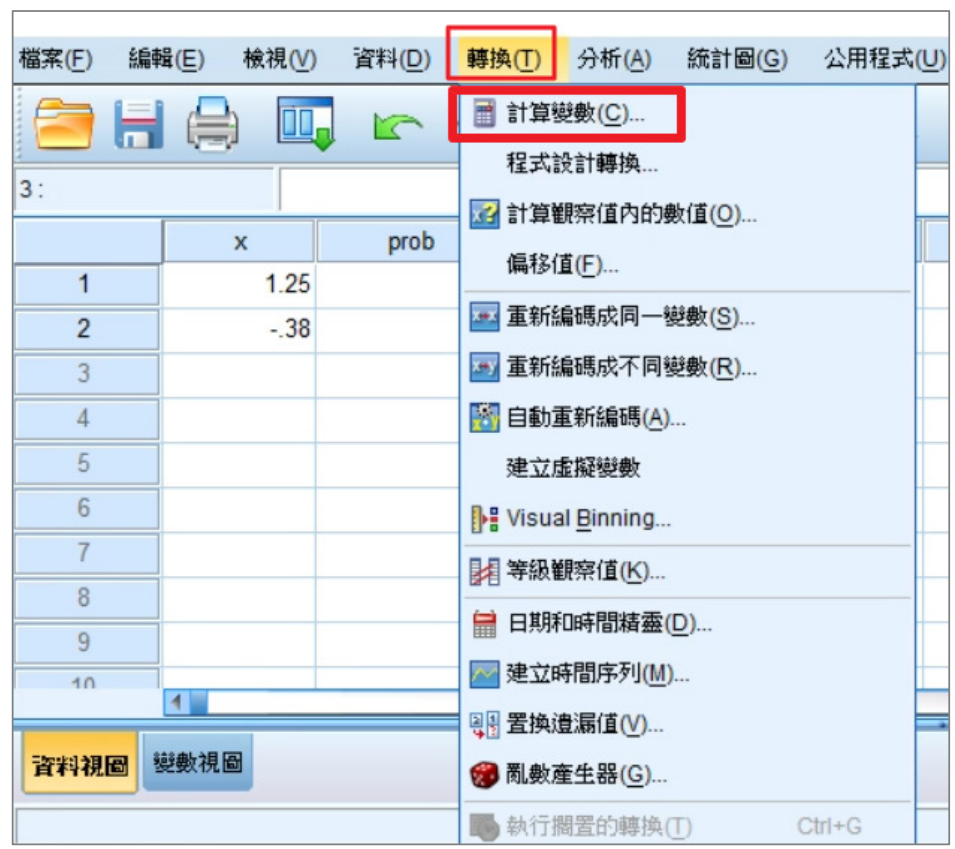 檔案(F) 編輯(E) 檢視(V) 資料(D) 轉換(T) 分析(A) 統計圖(G) 公用程式(U)
計算變數(C)...
程式設計轉換...
3 :
計算觀察值內的數值(O)...
x prob
偏移值(F)...
1 1.25
重新編碼成同一變數(S)...
2 -.38
重新編碼成不同變數(R)...
3
自動重新編碼(A)...
4
建立虛擬變數
5
Visual Binning...
6
7
等級觀察值(K)...
8
日期和時間精靈(D)...
9
建立時間序列(M)...
10
置換遺漏值(V)...
資料視圖 變數視圖
亂數產生器(G)...
執行擱置的轉換(T) Ctrl+G